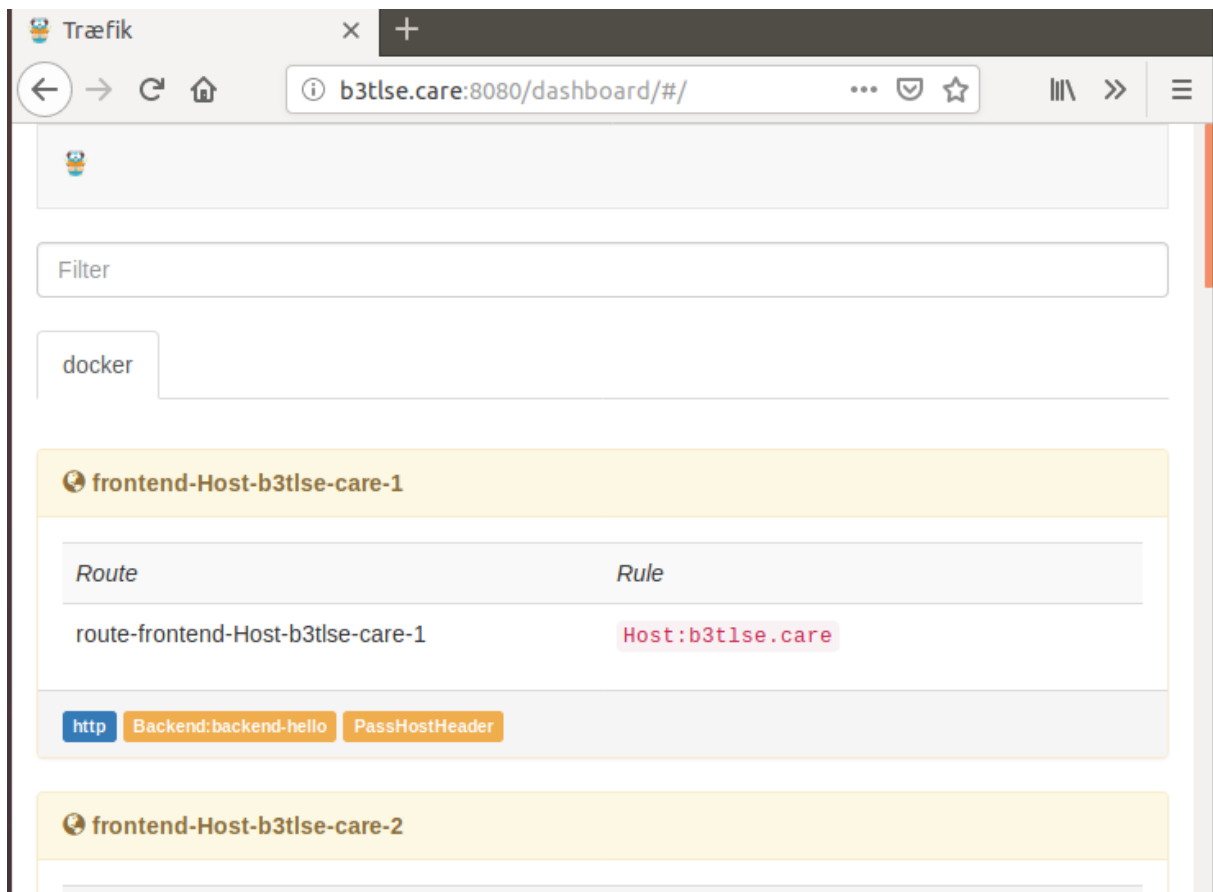 Træfik
b3tlse.care:8080/dashboard/#/
Filter
docker
frontend-Host-b3tlse-care-1
Route Rule
route-frontend-Host-b3tlse-care-1 Host:b3tlse.care
http Backend:backend-hello PassHostHeader
frontend-Host-b3tlse-care-2